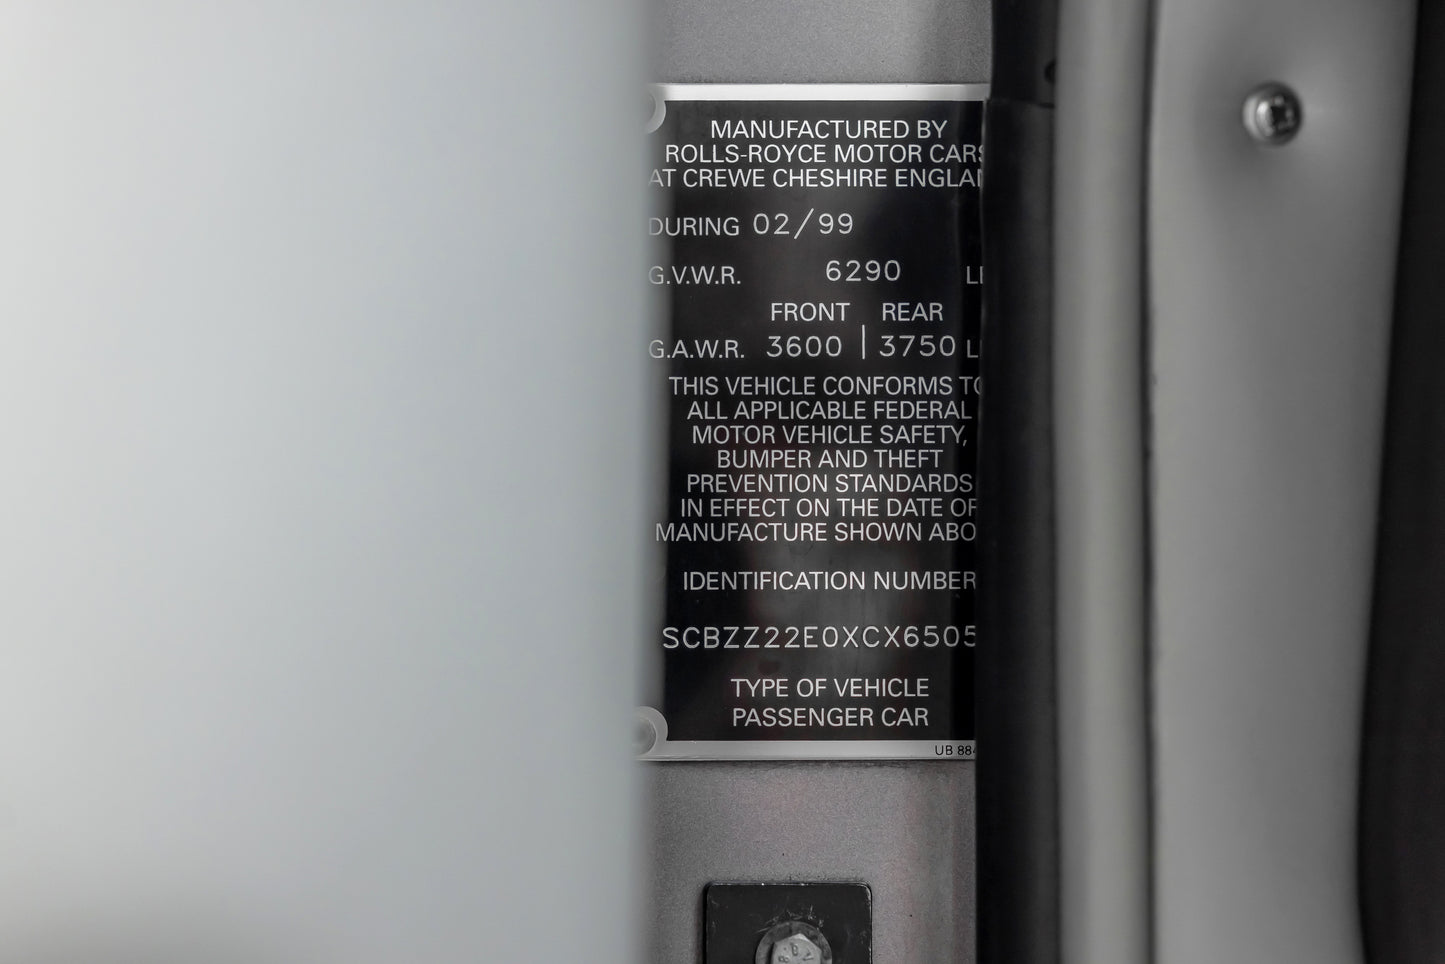 MANUFACTURED BY
ROLLS-ROYCE MOTOR CARS
AT CREWE CHESHIRE ENGLAN
DURING 02/99
G.V.W.R. 6290 LB
FRONT REAR
G.A.W.R. 3600 | 3750 L
THIS VEHICLE CONFORMS TO
ALL APPLICABLE FEDERAL
MOTOR VEHICLE SAFETY,
BUMPER AND THEFT
PREVENTION STANDARDS
IN EFFECT ON THE DATE OF
MANUFACTURE SHOWN ABO
IDENTIFICATION NUMBER
SCBZZ22E0XCX6505
TYPE OF VEHICLE
PASSENGER CAR
UB 884